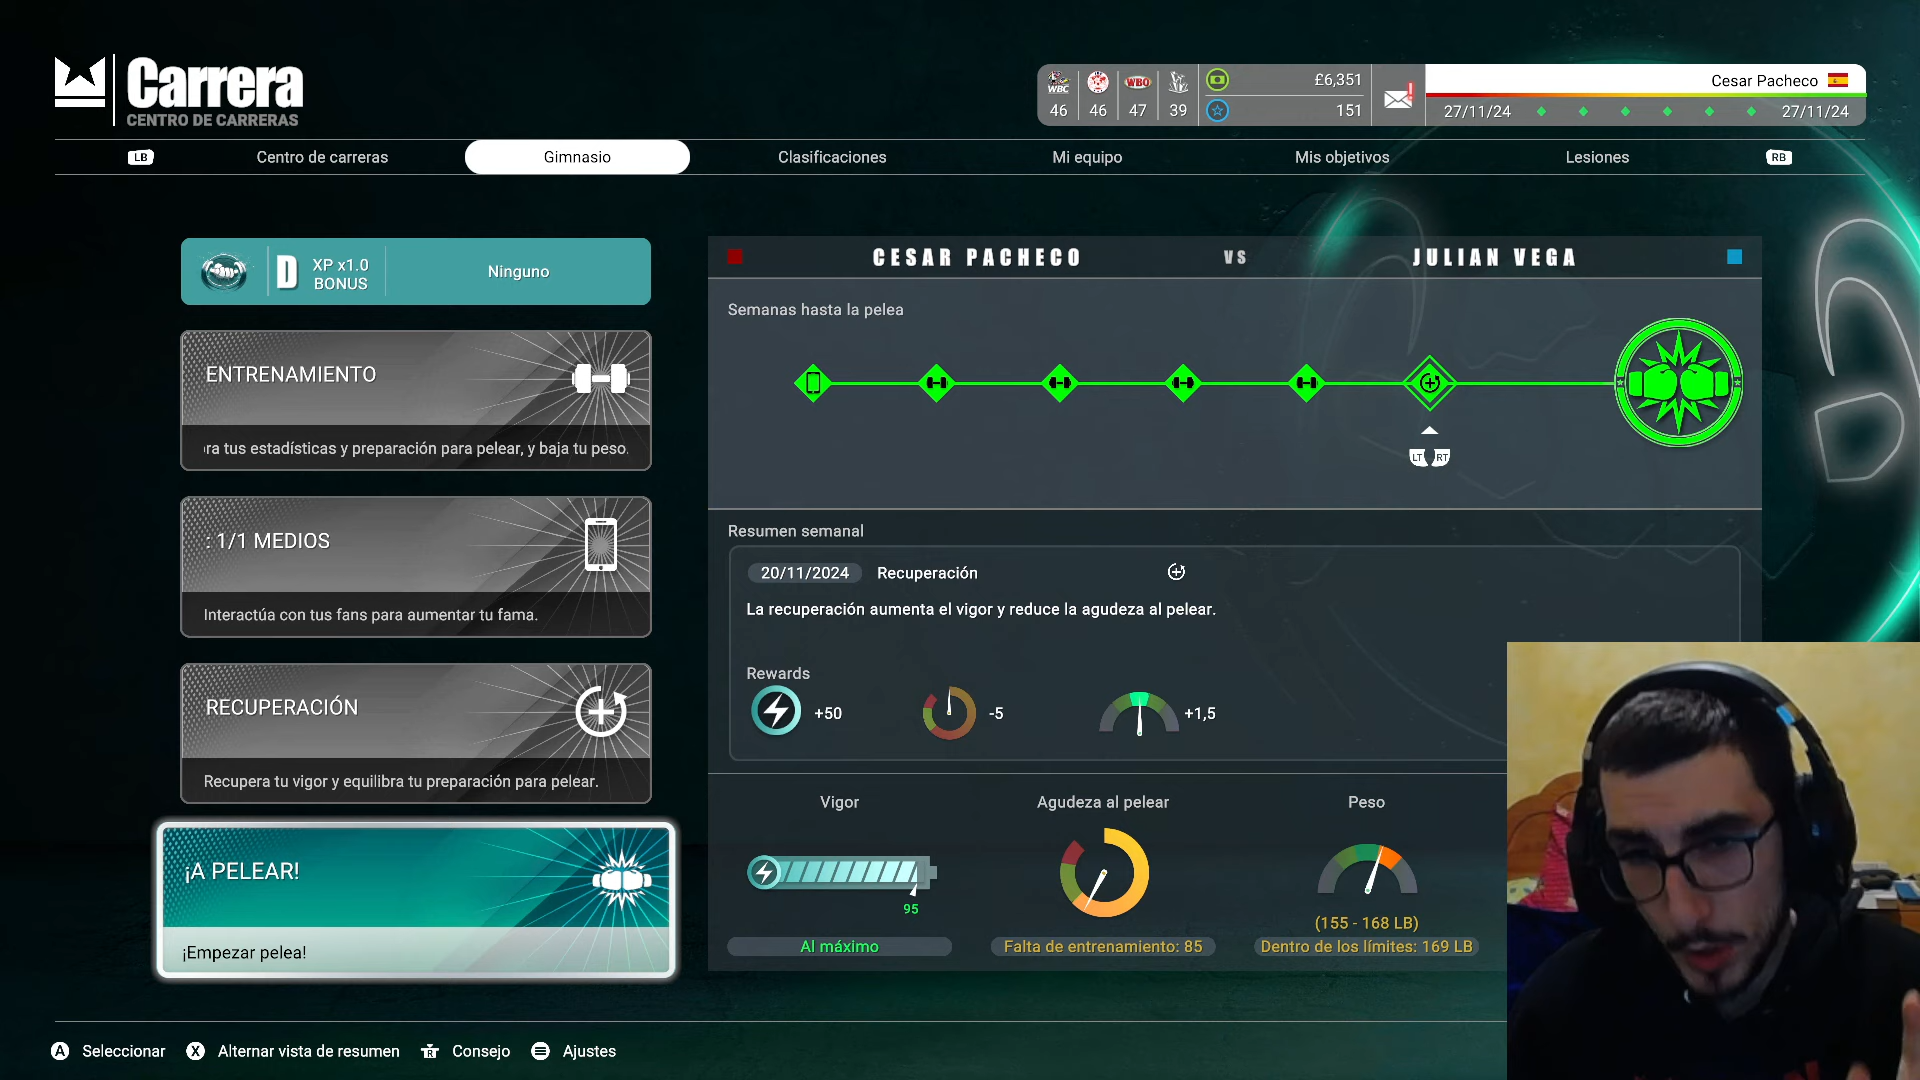 Carrera
CENTRO DE CARRERAS
WBC
WBO
46
46
47
39
£6,351
151
Cesar Pacheco
27/11/24
27/11/24
LB
Centro de carreras
Gimnasio
Clasificaciones
Mi equipo
Mis objetivos
Lesiones
RB
D
XP x1.0
BONUS
Ninguno
ENTRENAMIENTO
ra tus estadísticas y preparación para pelear, y baja tu peso.
: 1/1 MEDIOS
Interactúa con tus fans para aumentar tu fama.
RECUPERACIÓN
Recupera tu vigor y equilibra tu preparación para pelear.
¡A PELEAR!
¡Empezar pelea!
CESAR PACHECO
VS
JULIAN VEGA
Semanas hasta la pelea
LT
RT
Resumen semanal
20/11/2024
Recuperación
La recuperación aumenta el vigor y reduce la agudeza al pelear.
Rewards
+50
-5
+1,5
Vigor
Agudeza al pelear
Peso
95
(155 - 168 LB)
Al máximo
Falta de entrenamiento: 85
Dentro de los límites: 169 LB
A
Seleccionar
X
Alternar vista de resumen
R
Consejo
Ajustes